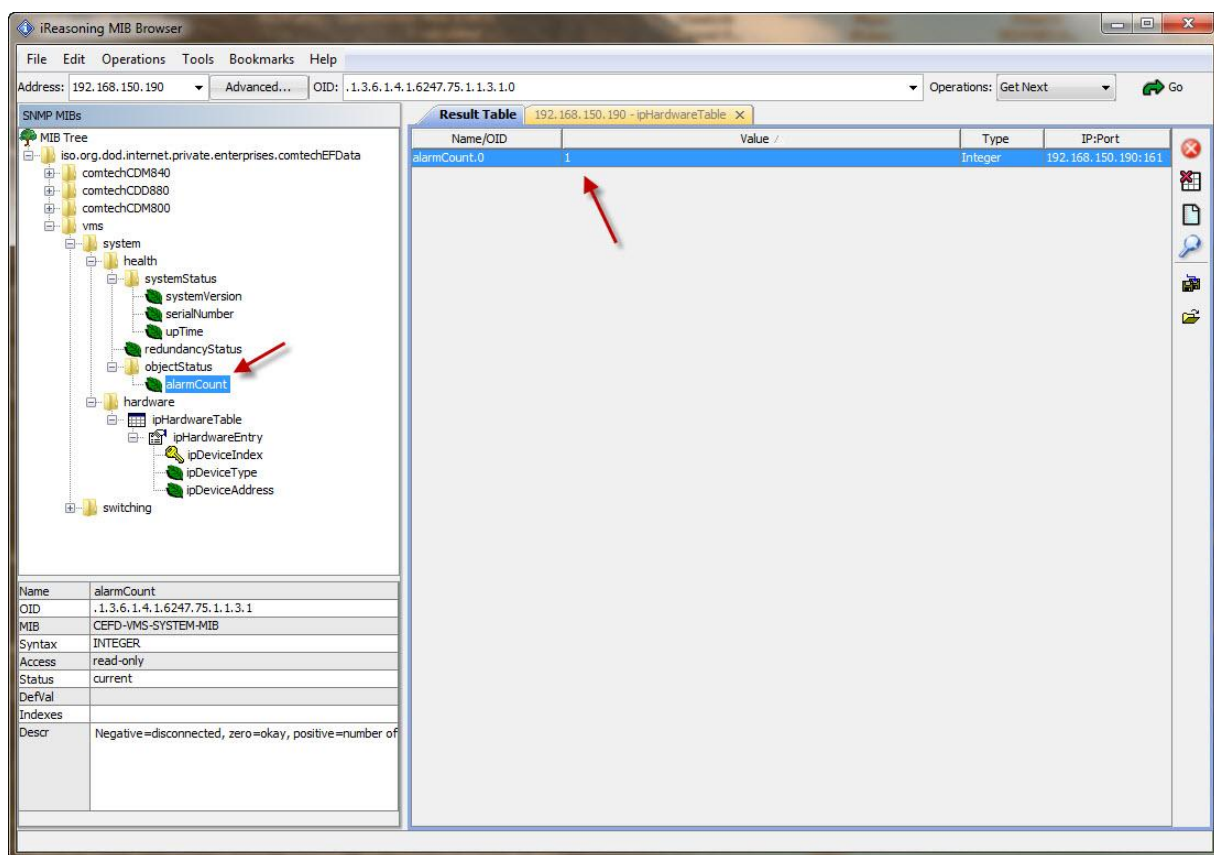 iReasoning MIB Browser
File Edit Operations Tools Bookmarks Help
Address: 192.168.150.190 Advanced... OID: .1.3.6.1.4.1.6247.75.1.1.3.1.0 Operations: Get Next Go
SNMP MIBs
MIB Tree
iso.org.dod.internet.private.enterprises.comtechEFData
comtechCDM840
comtechCDD880
comtechCDM800
vms
system
health
systemStatus
systemVersion
serialNumber
upTime
redundancyStatus
objectStatus
alarmCount
hardware
ipHardwareTable
ipHardwareEntry
ipDeviceIndex
ipDeviceType
ipDeviceAddress
switching
Name alarmCount
OID .1.3.6.1.4.1.6247.75.1.1.3.1
MIB CEFD-VMS-SYSTEM-MIB
Syntax INTEGER
Access read-only
Status current
DefVal
Indexes
Descr Negative=disconnected, zero=okay, positive=number of
Result Table 192.168.150.190 - ipHardwareTable
Name/OID Value Type IP:Port
alarmCount.0 1 Integer 192.168.150.190:161